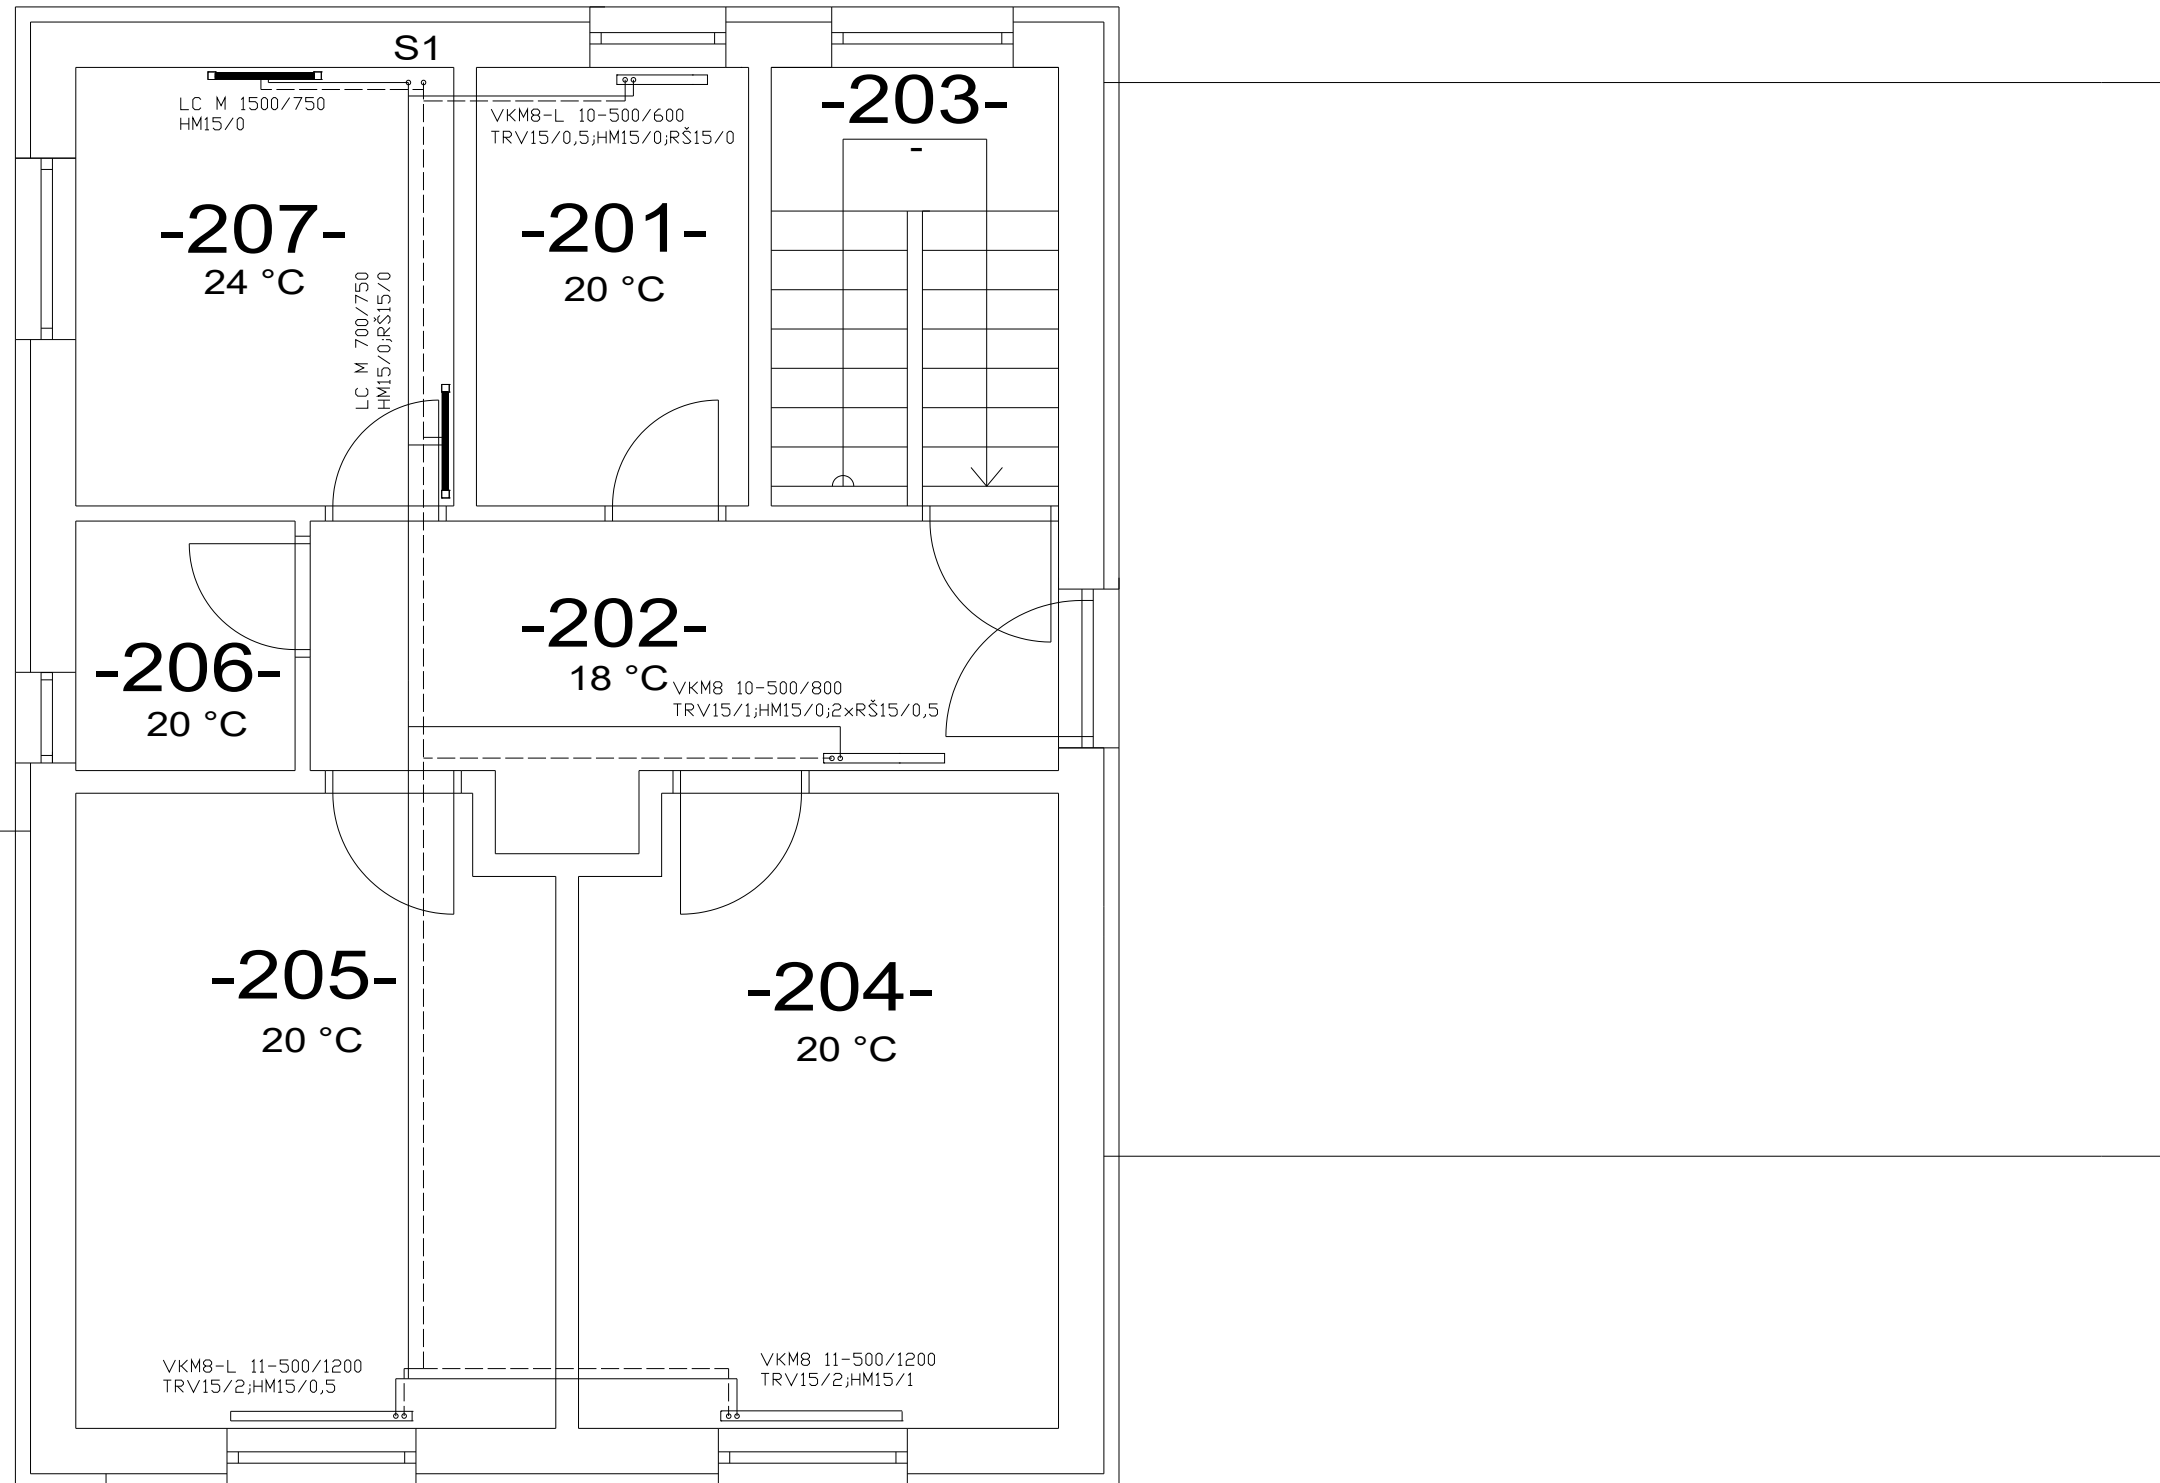 S1
LC M 1500/750
HM15/0
VKM8-L 10-500/600
TRV15/0,5;HM15/0;RŠ15/0
-203-
-207-
24 °C
-201-
20 °C
LC M 700/750
HM15/0;RŠ15/0
-202-
18 °C
VKM8 10-500/800
TRV15/1;HM15/0;2xRŠ15/0,5
-206-
20 °C
-205-
20 °C
-204-
20 °C
VKM8-L 11-500/1200
TRV15/2;HM15/0,5
VKM8 11-500/1200
TRV15/2;HM15/1